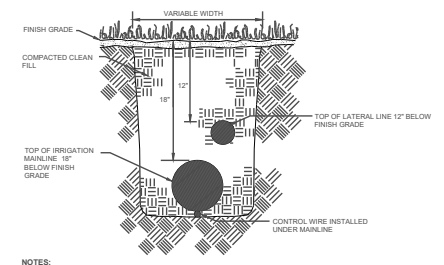 VARIABLE WIDTH
FINISH GRADE
COMPACTED CLEAN
FILL
12"
18"
TOP OF LATERAL LINE 12" BELOW
FINISH GRADE
TOP OF IRRIGATION
MAINLINE 18"
BELOW FINISH
GRADE
CONTROL WIRE INSTALLED
UNDER MAINLINE
NOTES: